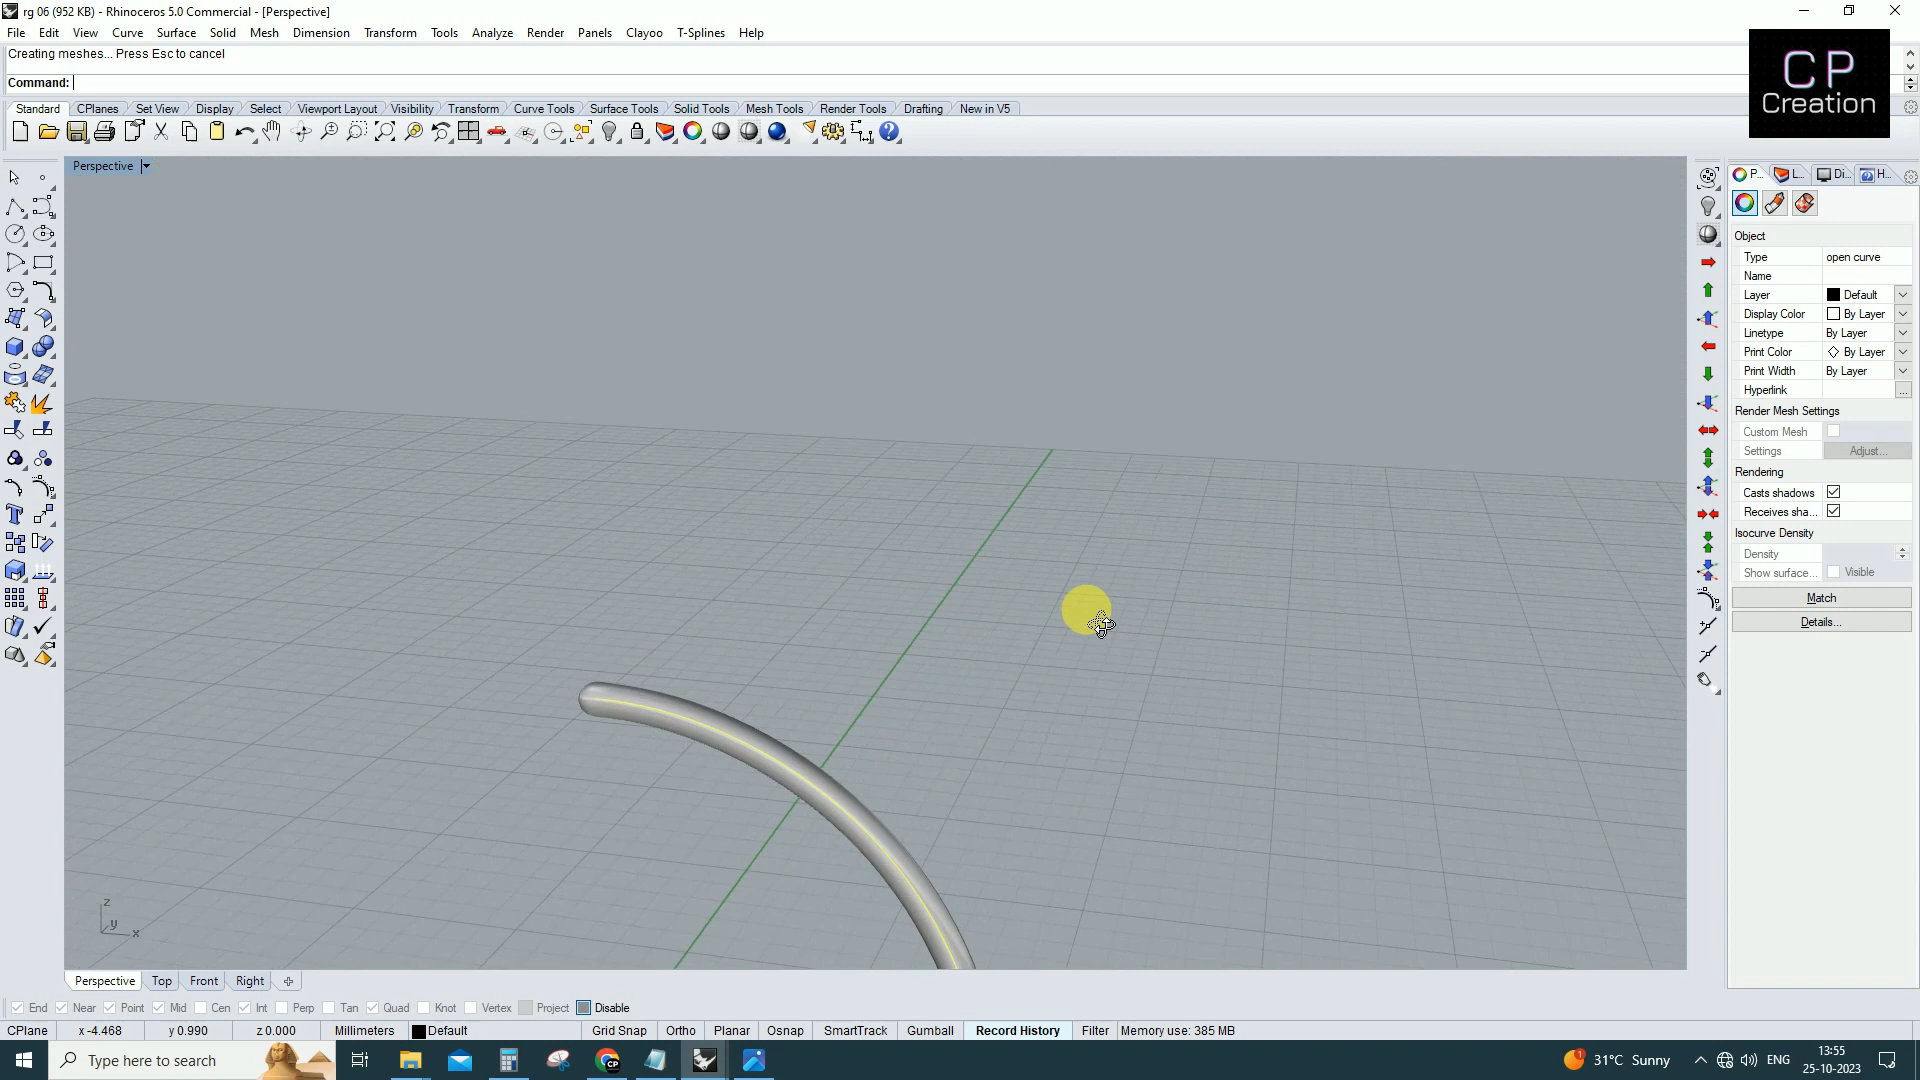 rg 06 (952 KB) - Rhinoceros 5.0 Commercial - [Perspective]
File Edit View Curve Surface Solid Mesh Dimension Transform Tools Analyze Render Panels Clayoo T-Splines Help
Creating meshes... Press Esc to cancel
Command:
CP
Creation
Standard CPlanes Set View Display Select Viewport Layout Visibility Transform Curve Tools Surface Tools Solid Tools Mesh Tools Render Tools Drafting New in V5
Perspective
P... L... Di... H...
Object
Type open curve
Name
Layer Default
Display Color By Layer
Linetype By Layer
Print Color By Layer
Print Width By Layer
Hyperlink ...
Render Mesh Settings
Custom Mesh
Settings Adjust...
Rendering
Casts shadows
Receives sha...
Isocurve Density
Density
Show surface... Visible
Match
Details...
z
y
x
Perspective Top Front Right
End Near Point Mid Cen Int Perp Tan Quad Knot Vertex Project Disable
CPlane x -4.468 y 0.990 z 0.000 Millimeters Default Grid Snap Ortho Planar Osnap SmartTrack Gumball Record History Filter Memory use: 385 MB
Type here to search
CP
1
31°C Sunny
ENG
13:55
25-10-2023